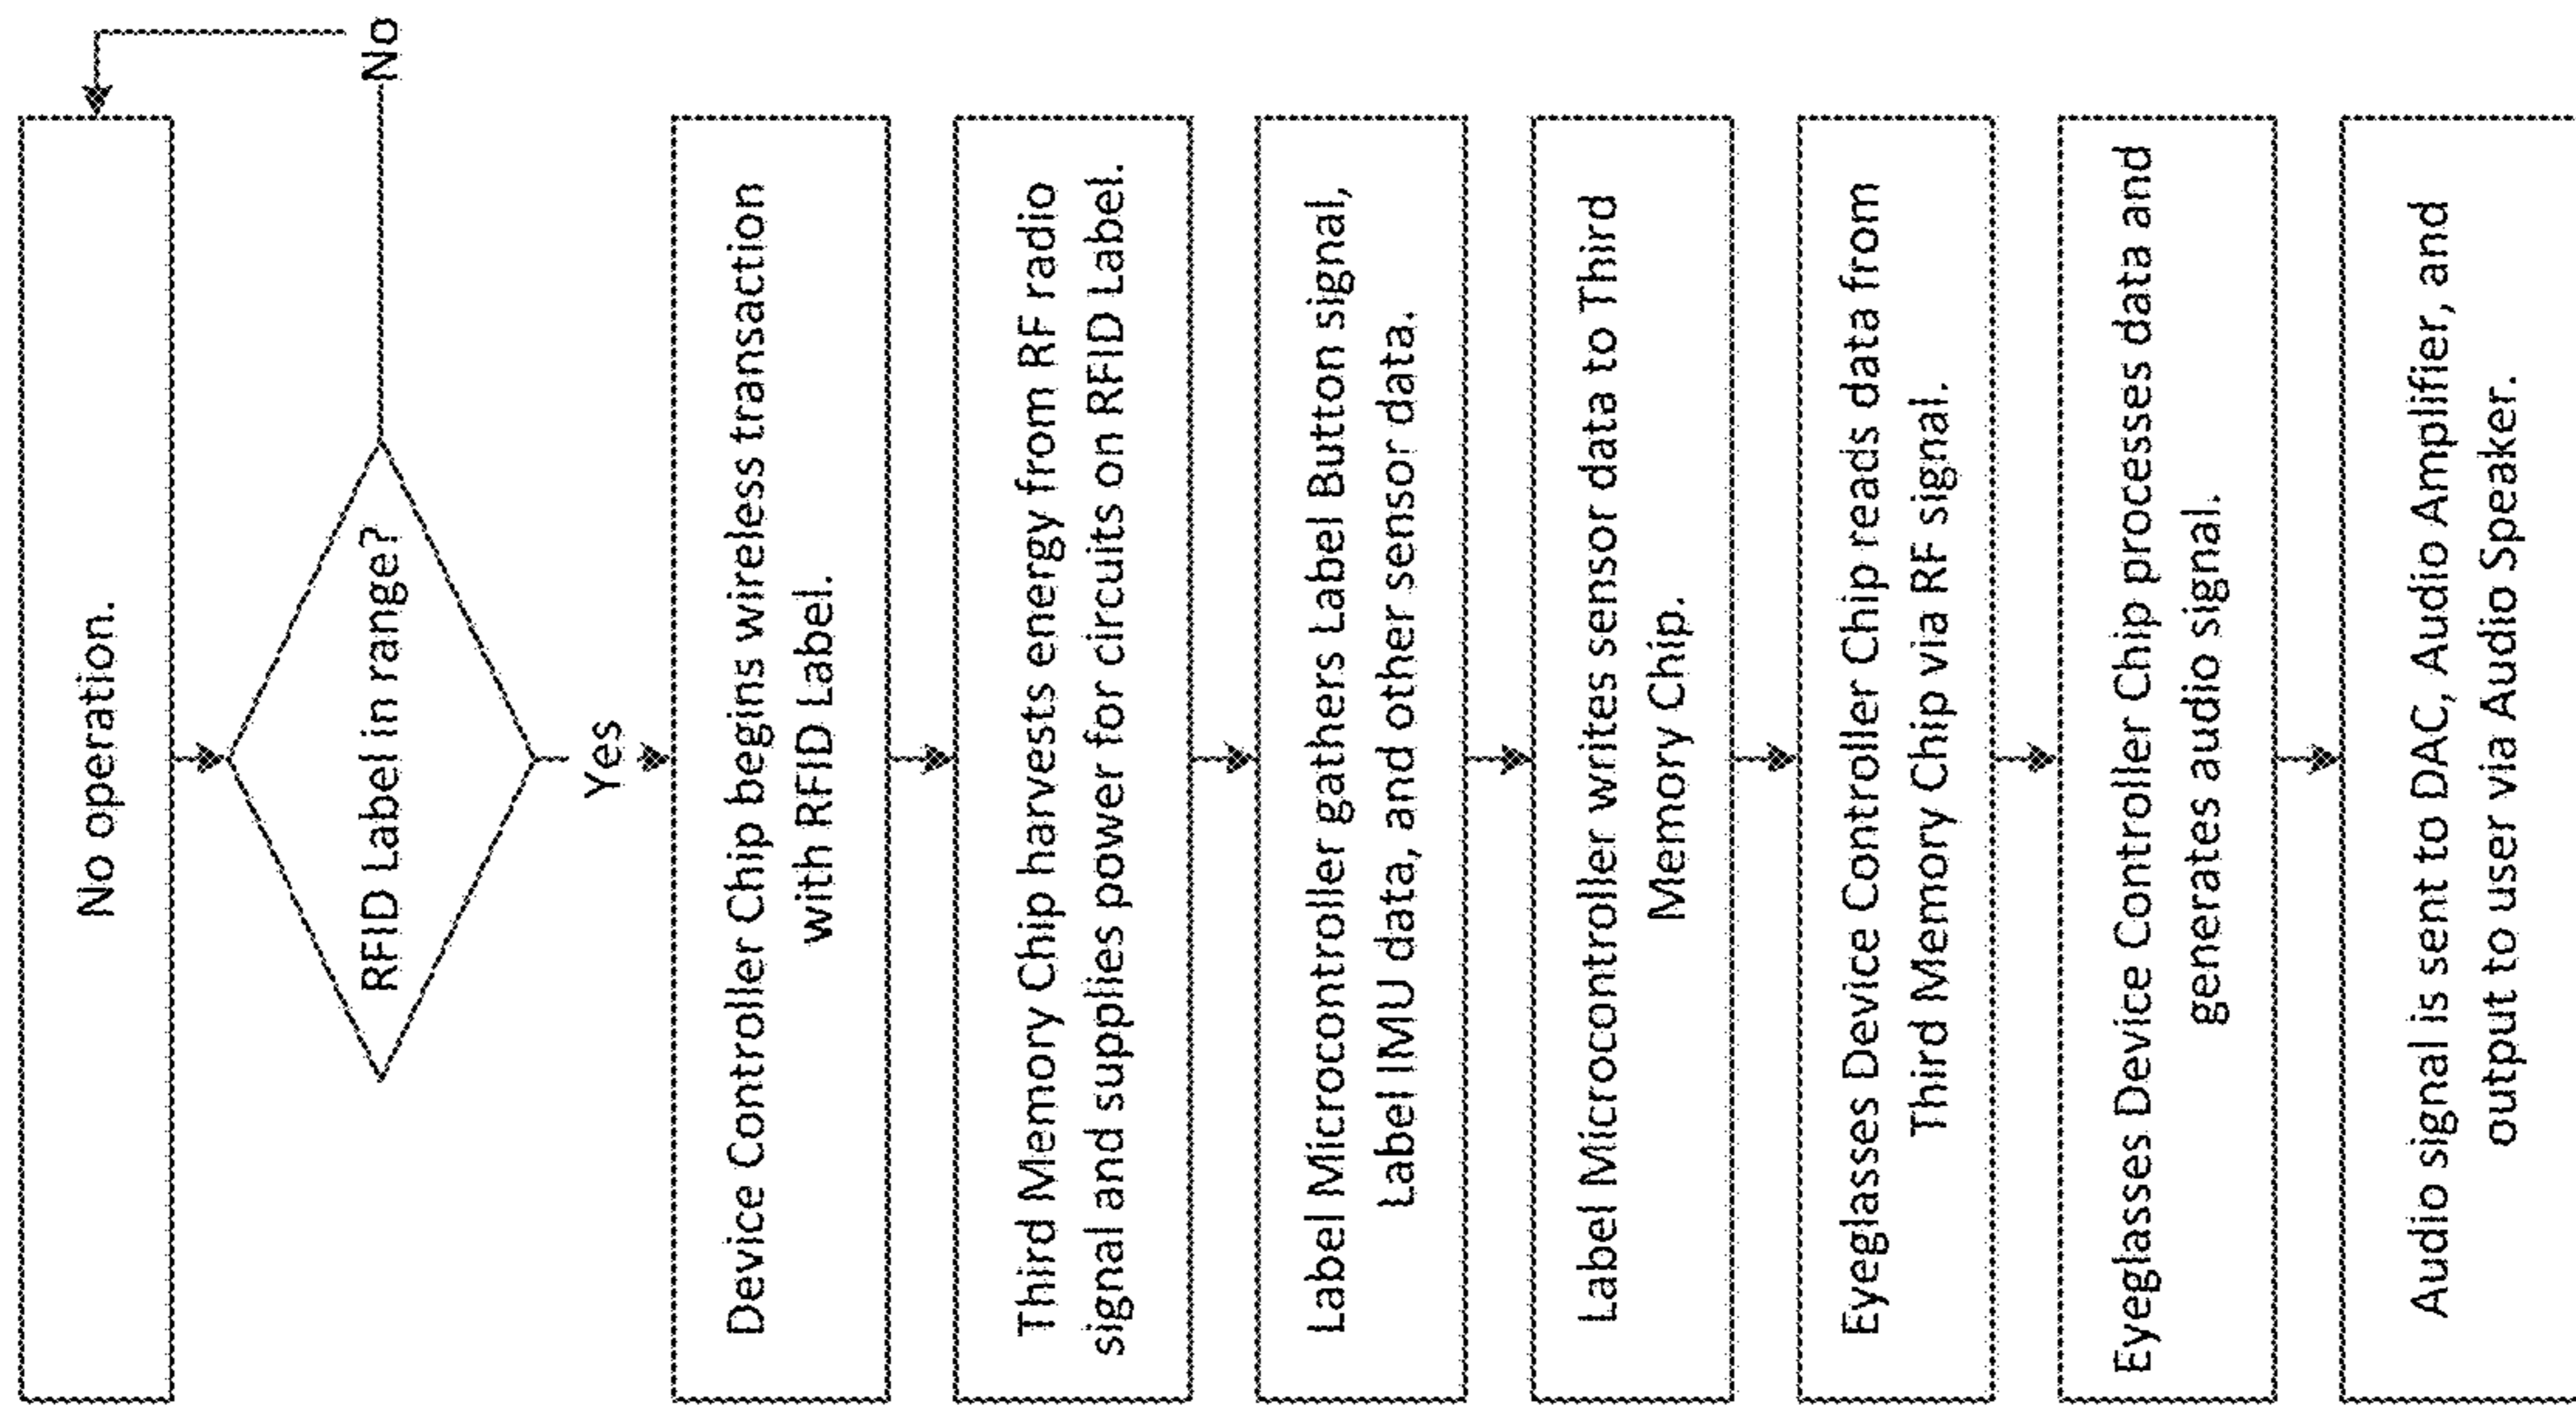 No operation.
RFID Label in range?
No
Yes
Device Controller Chip begins wireless transaction
with RFID Label.
Third Memory Chip harvests energy from RF radio
signal and supplies power for circuits on RFID Label.
Label Microcontroller gathers Label Button signal,
Label IMU data, and other sensor data.
Label Microcontroller writes sensor data to Third
Memory Chip.
Eyeglasses Device Controller Chip reads data from
Third Memory Chip via RF signal.
Eyeglasses Device Controller Chip processes data and
generates audio signal.
Audio signal is sent to DAC, Audio Amplifier, and
output to user via Audio Speaker.